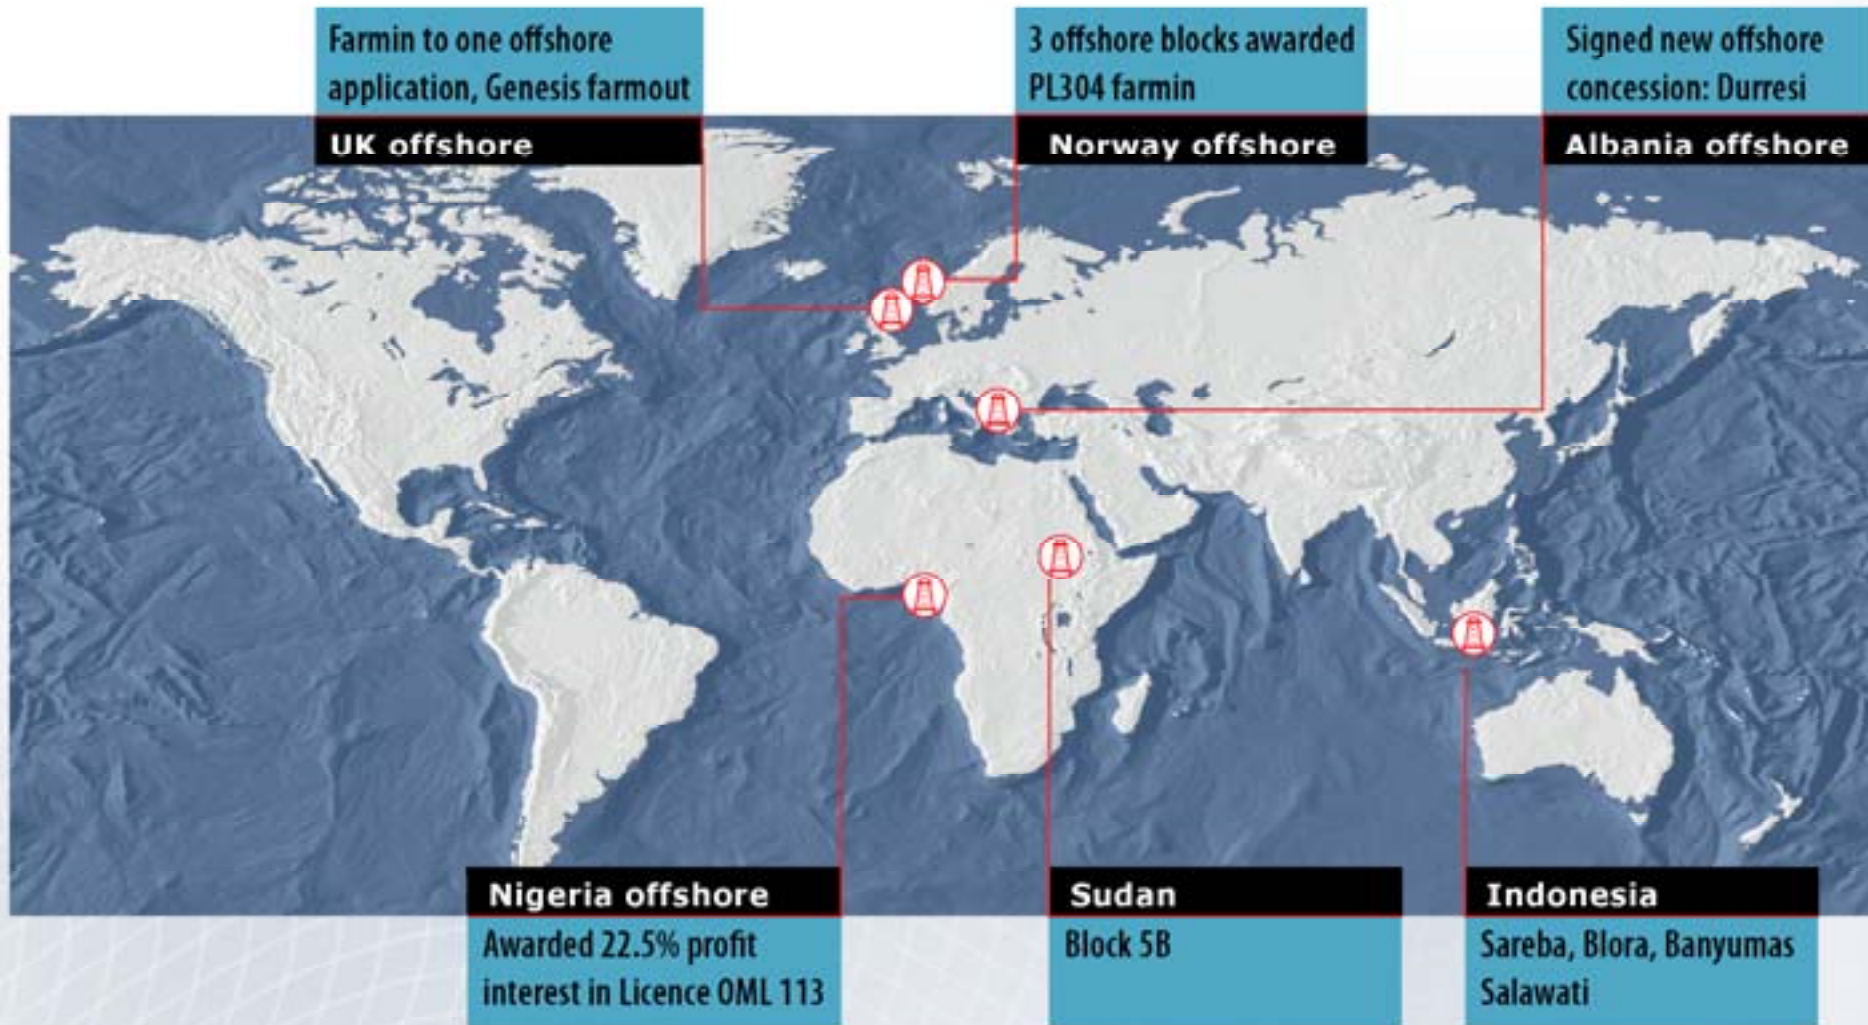 Farmin to one offshore
application, Genesis farmout
UK offshore
3 offshore blocks awarded
PL304 farmin
Norway offshore
Signed new offshore
concession: Durresi
Albania offshore
Nigeria offshore
Awarded 22.5% profit
interest in Licence OML 113
Sudan
Block 5B
Indonesia
Sareba, Blora, Banyumas
Salawati